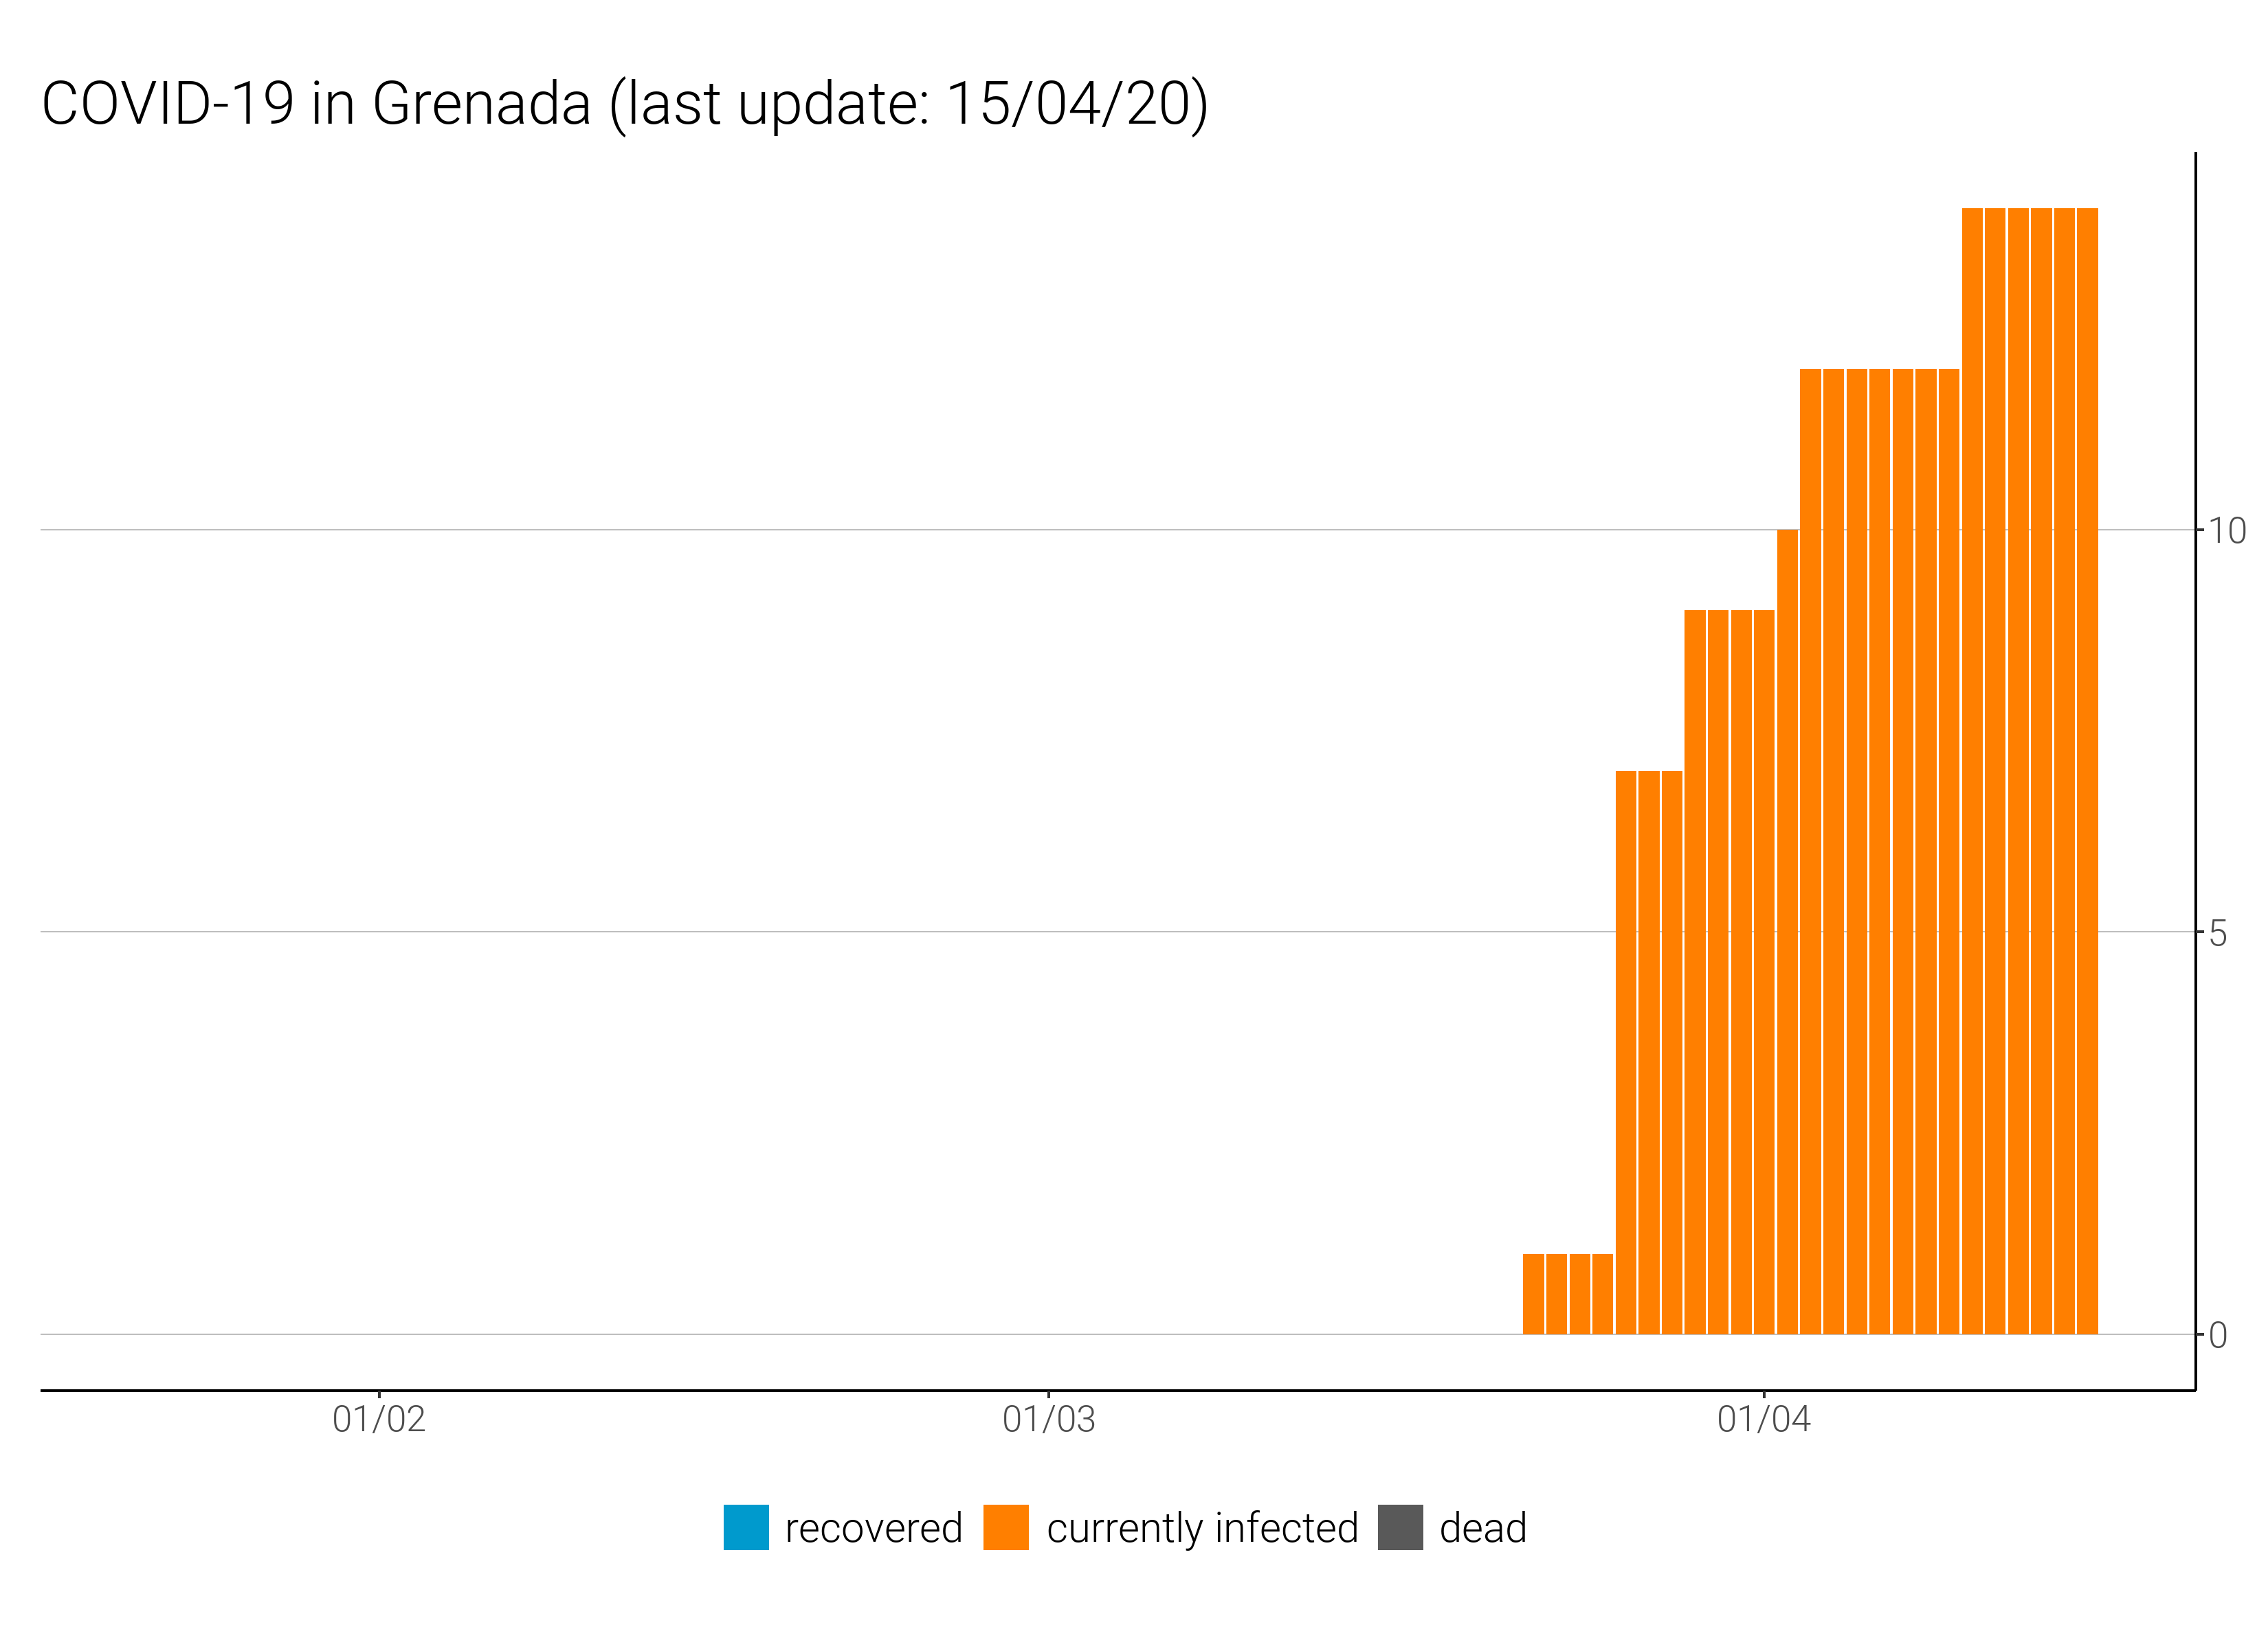 COVID-19 in Grenada (last update: 15/04/20)
10
5
0
01/02 01/03 01/04
recovered currently infected dead